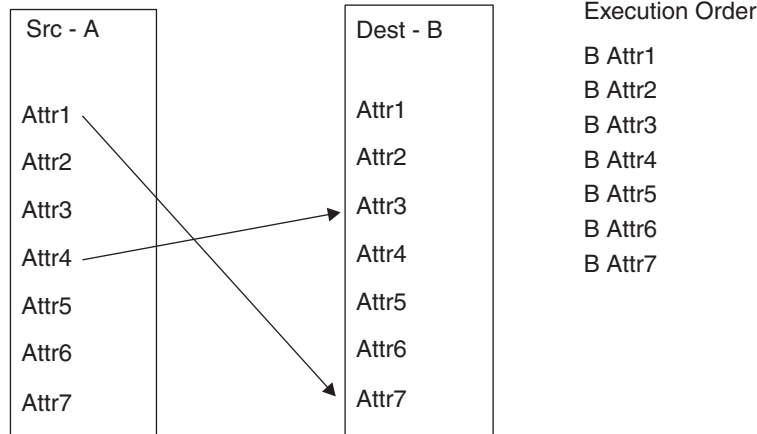 Src - A
Attr1
Attr2
Attr3
Attr4
Attr5
Attr6
Attr7
Dest - B
Attr1
Attr2
Attr3
Attr4
Attr5
Attr6
Attr7
Execution Order
B Attr1
B Attr2
B Attr3
B Attr4
B Attr5
B Attr6
B Attr7